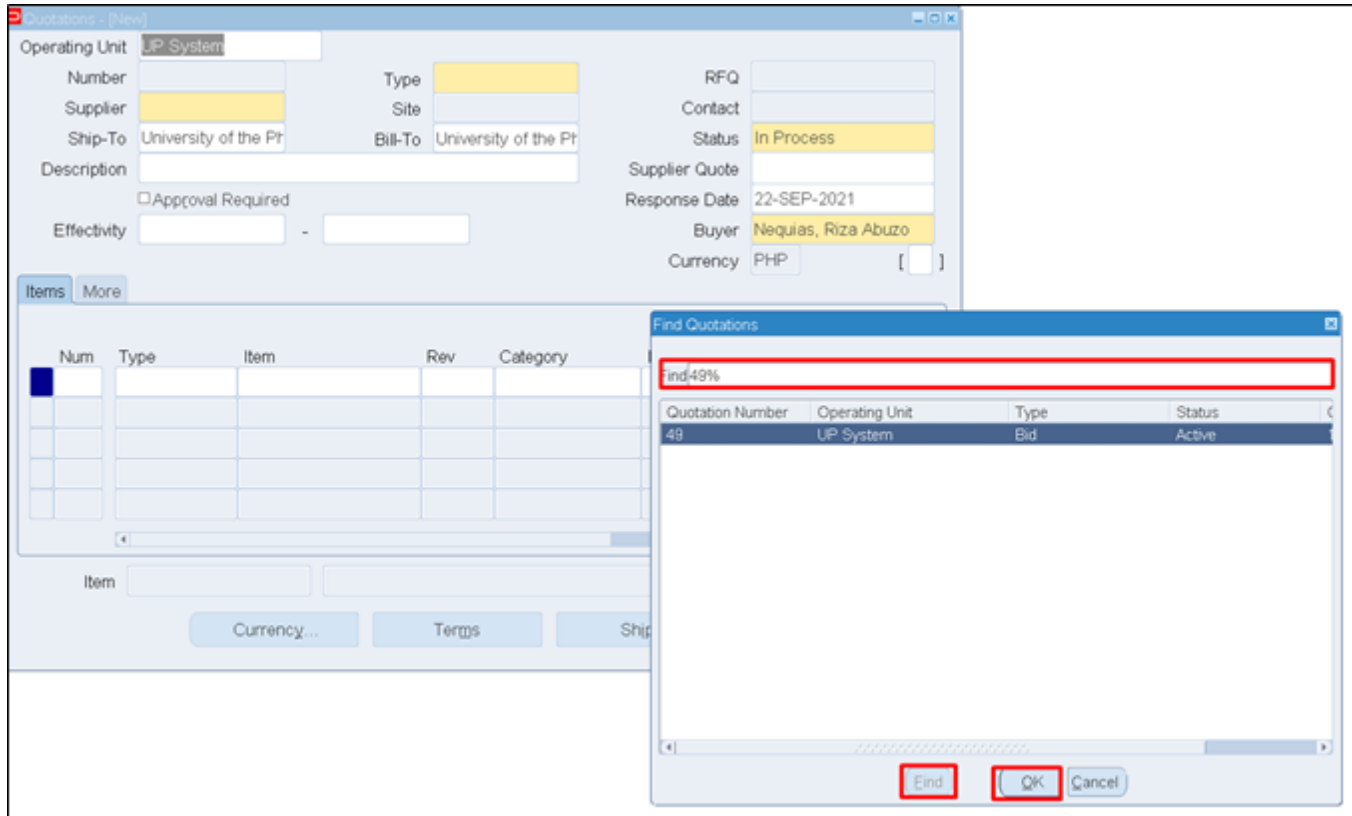 Quotations - [New]
Operating Unit UP System
Number Type RFQ
Supplier Site Contact
Ship-To University of the Ph Bill-To University of the Ph Status In Process
Description Supplier Quote
Approval Required Response Date 22-SEP-2021
Effectivity - Buyer Nequias, Riza Abuzo
Currency PHP [ ]
Items More
Num Type Item Rev Category
Item
Currency... Terms Ship
Find Quotations
Find 49%
Quotation Number Operating Unit Type Status
49 UP System Bid Active
Find OK Cancel